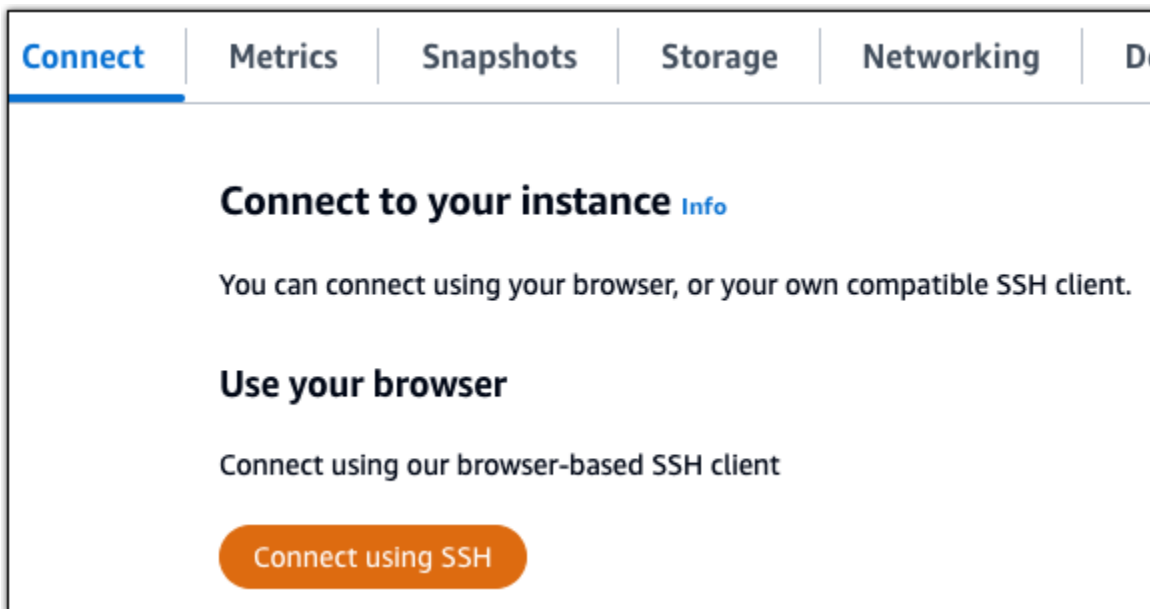 Connect Metrics Snapshots Storage Networking
Connect to your instance Info
You can connect using your browser, or your own compatible SSH client.
Use your browser
Connect using our browser-based SSH client
Connect using SSH